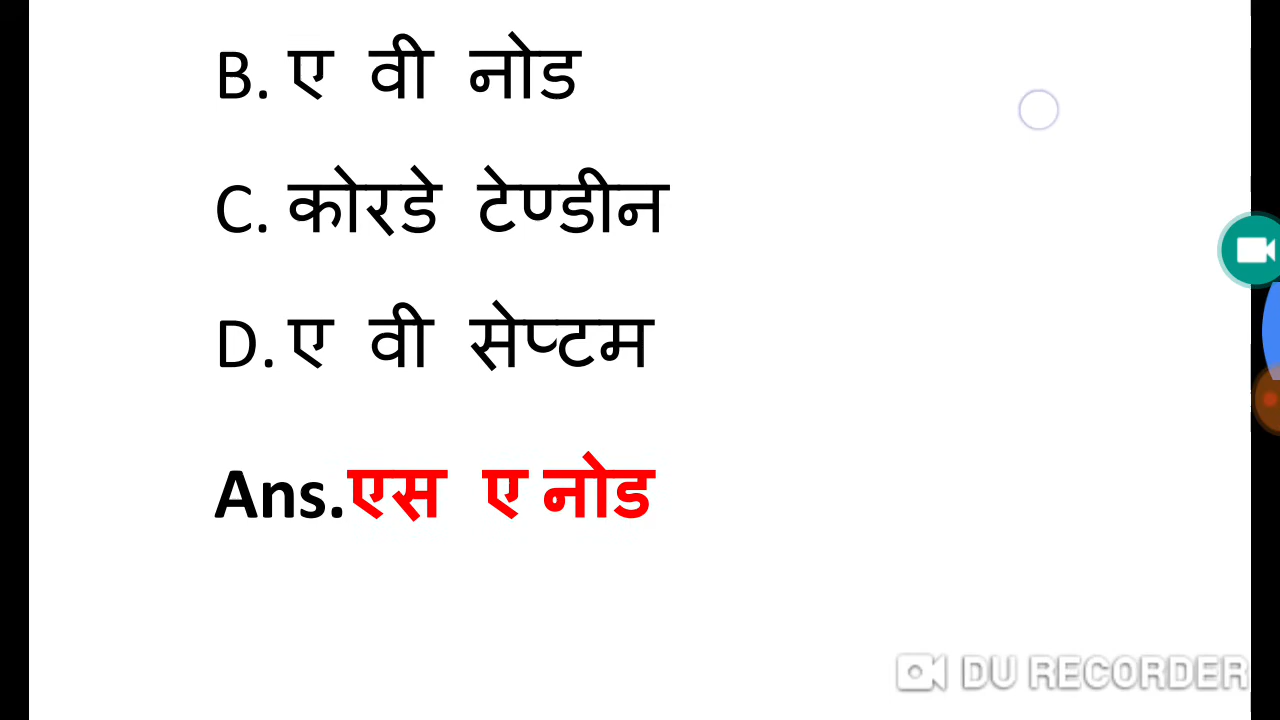 B. ए वी नोड
C. कोरडे टेण्डीन
D. ए वी सेप्टम
Ans.एस ए नोड
DU RECORDER